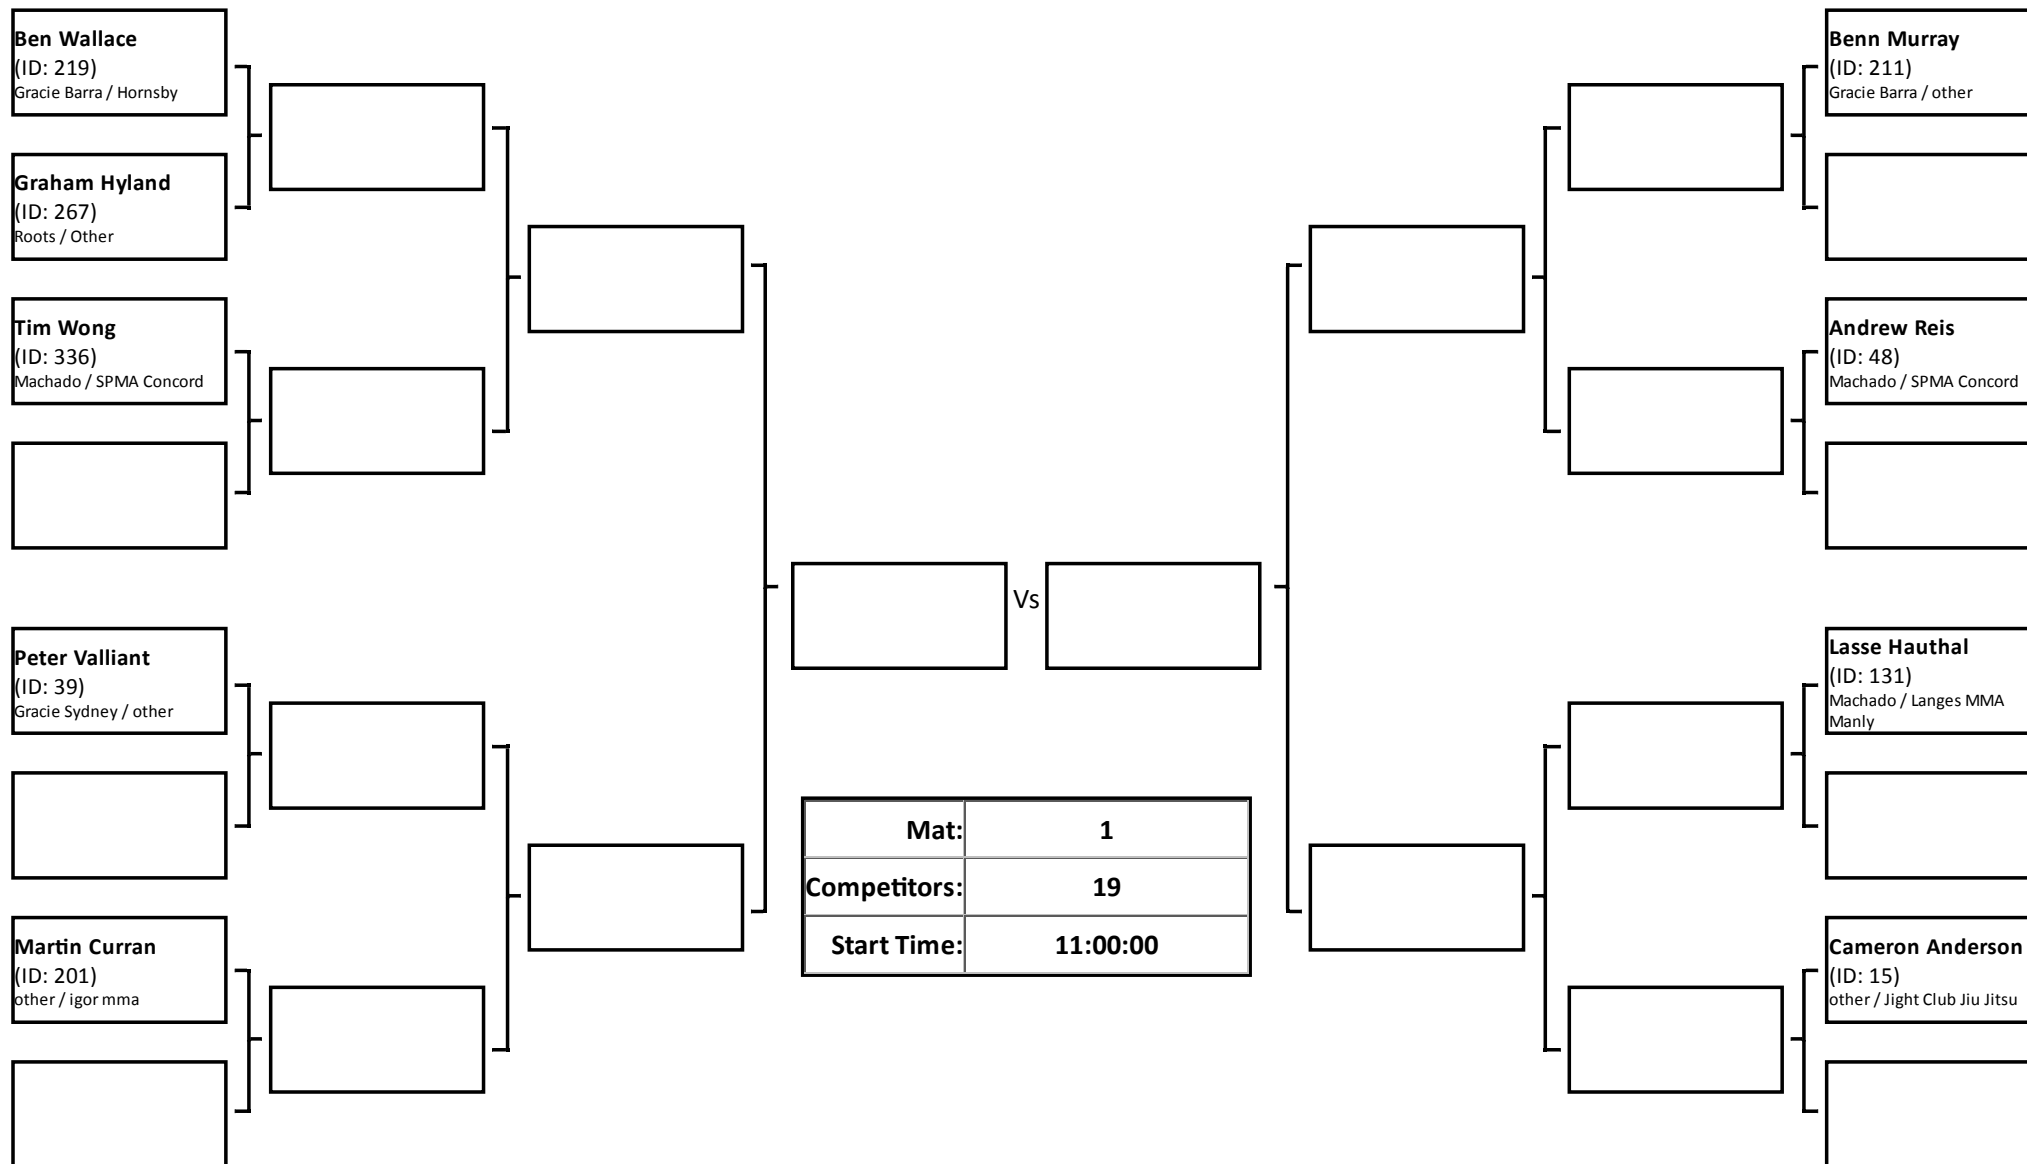 Ben Wallace
(ID: 219)
Gracie Barra / Hornsby
Graham Hyland
(ID: 267)
Roots / Other
Tim Wong
(ID: 336)
Machado / SPMA Concord
Peter Valliant
(ID: 39)
Gracie Sydney / other
Martin Curran
(ID: 201)
other / igor mma
Vs
Mat: 1
Competitors: 19
Start Time: 11:00:00
Benn Murray
(ID: 211)
Gracie Barra / other
Andrew Reis
(ID: 48)
Machado / SPMA Concord
Lasse Hauthal
(ID: 131)
Machado / Langes MMA
Manly
Cameron Anderson
(ID: 15)
other / Jight Club Jiu Jitsu